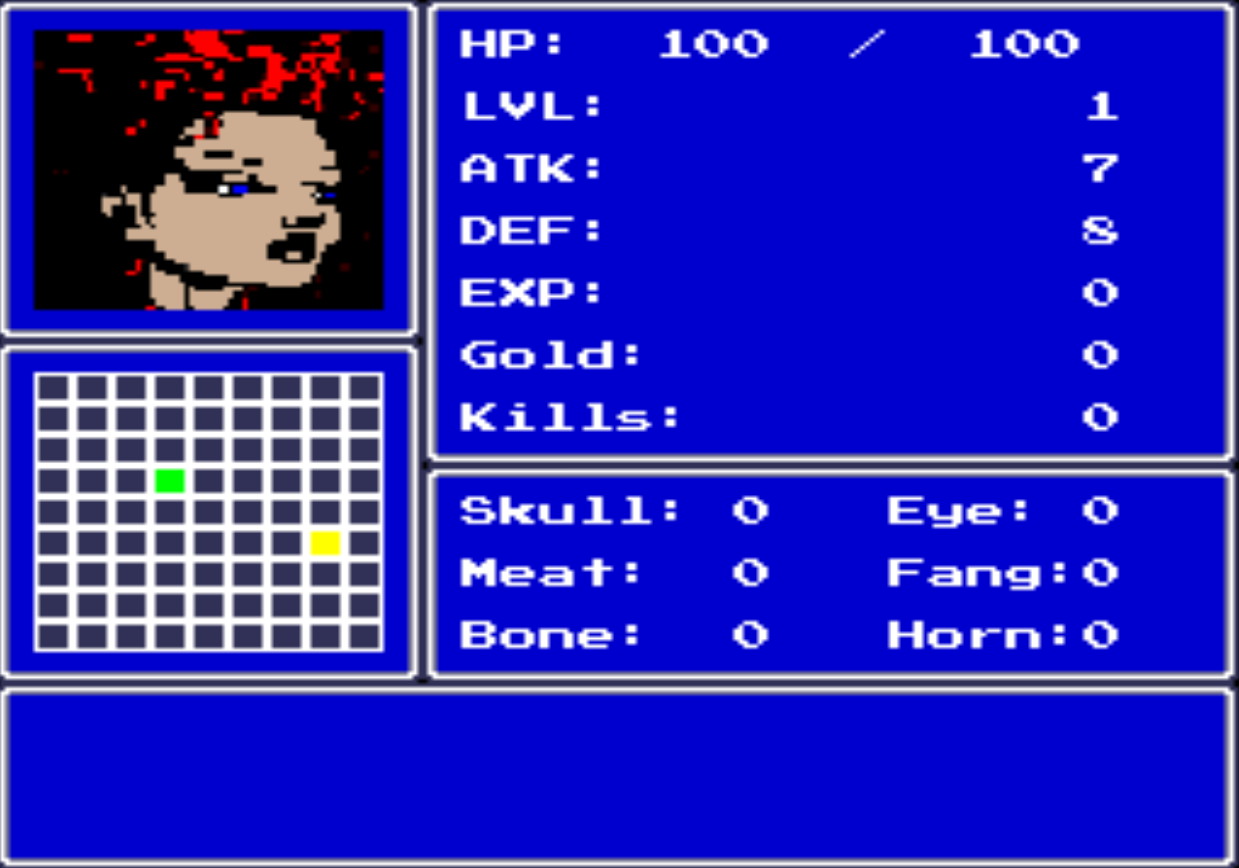 HP: 100 / 100
LVL: 1
ATK: 7
DEF: 8
EXP: 0
Gold: 0
Kills: 0
Skull: 0 Eye: 0
Meat: 0 Fang: 0
Bone: 0 Horn: 0